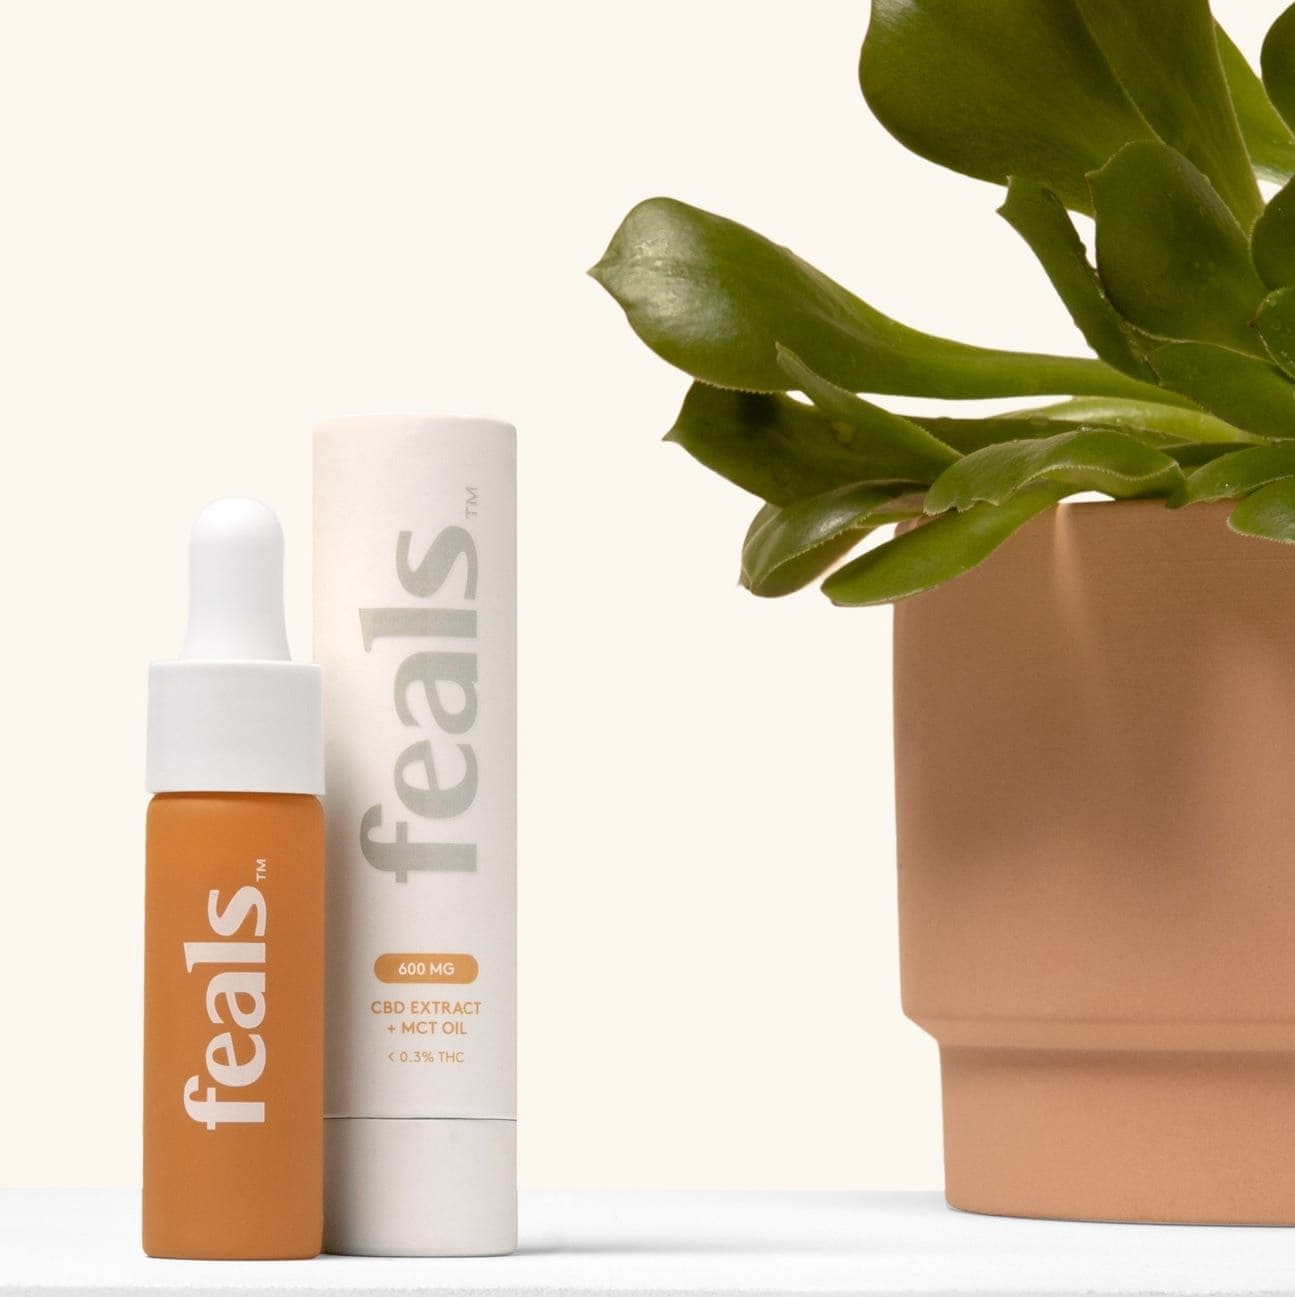 feals™
feals™
600 MG
CBD EXTRACT
+ MCT OIL
< 0.3% THC